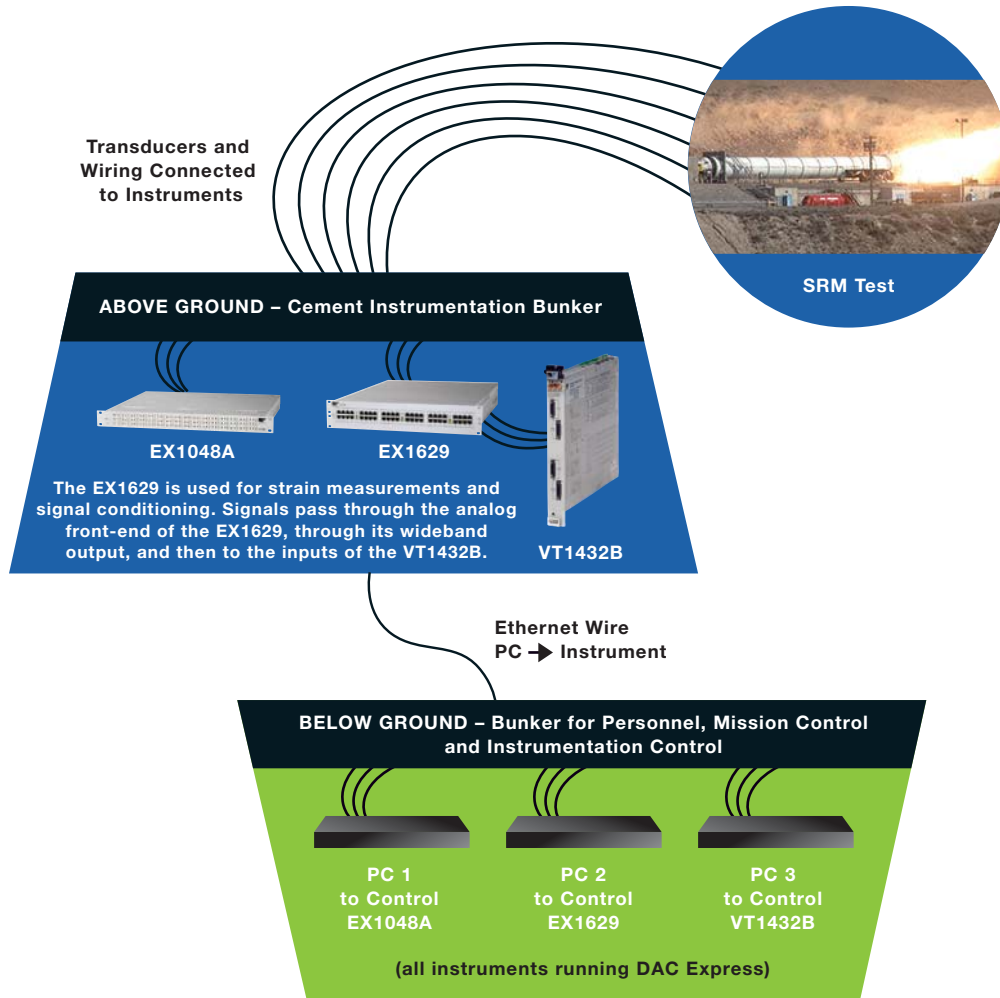 Transducers and
Wiring Connected
to Instruments
SRM Test
ABOVE GROUND – Cement Instrumentation Bunker
EX1048A
EX1629
The EX1629 is used for strain measurements and
signal conditioning. Signals pass through the analog
front-end of the EX1629, through its wideband
output, and then to the inputs of the VT1432B.
VT1432B
Ethernet Wire
PC → Instrument
BELOW GROUND – Bunker for Personnel, Mission Control
and Instrumentation Control
PC 1
to Control
EX1048A
PC 2
to Control
EX1629
PC 3
to Control
VT1432B
(all instruments running DAC Express)